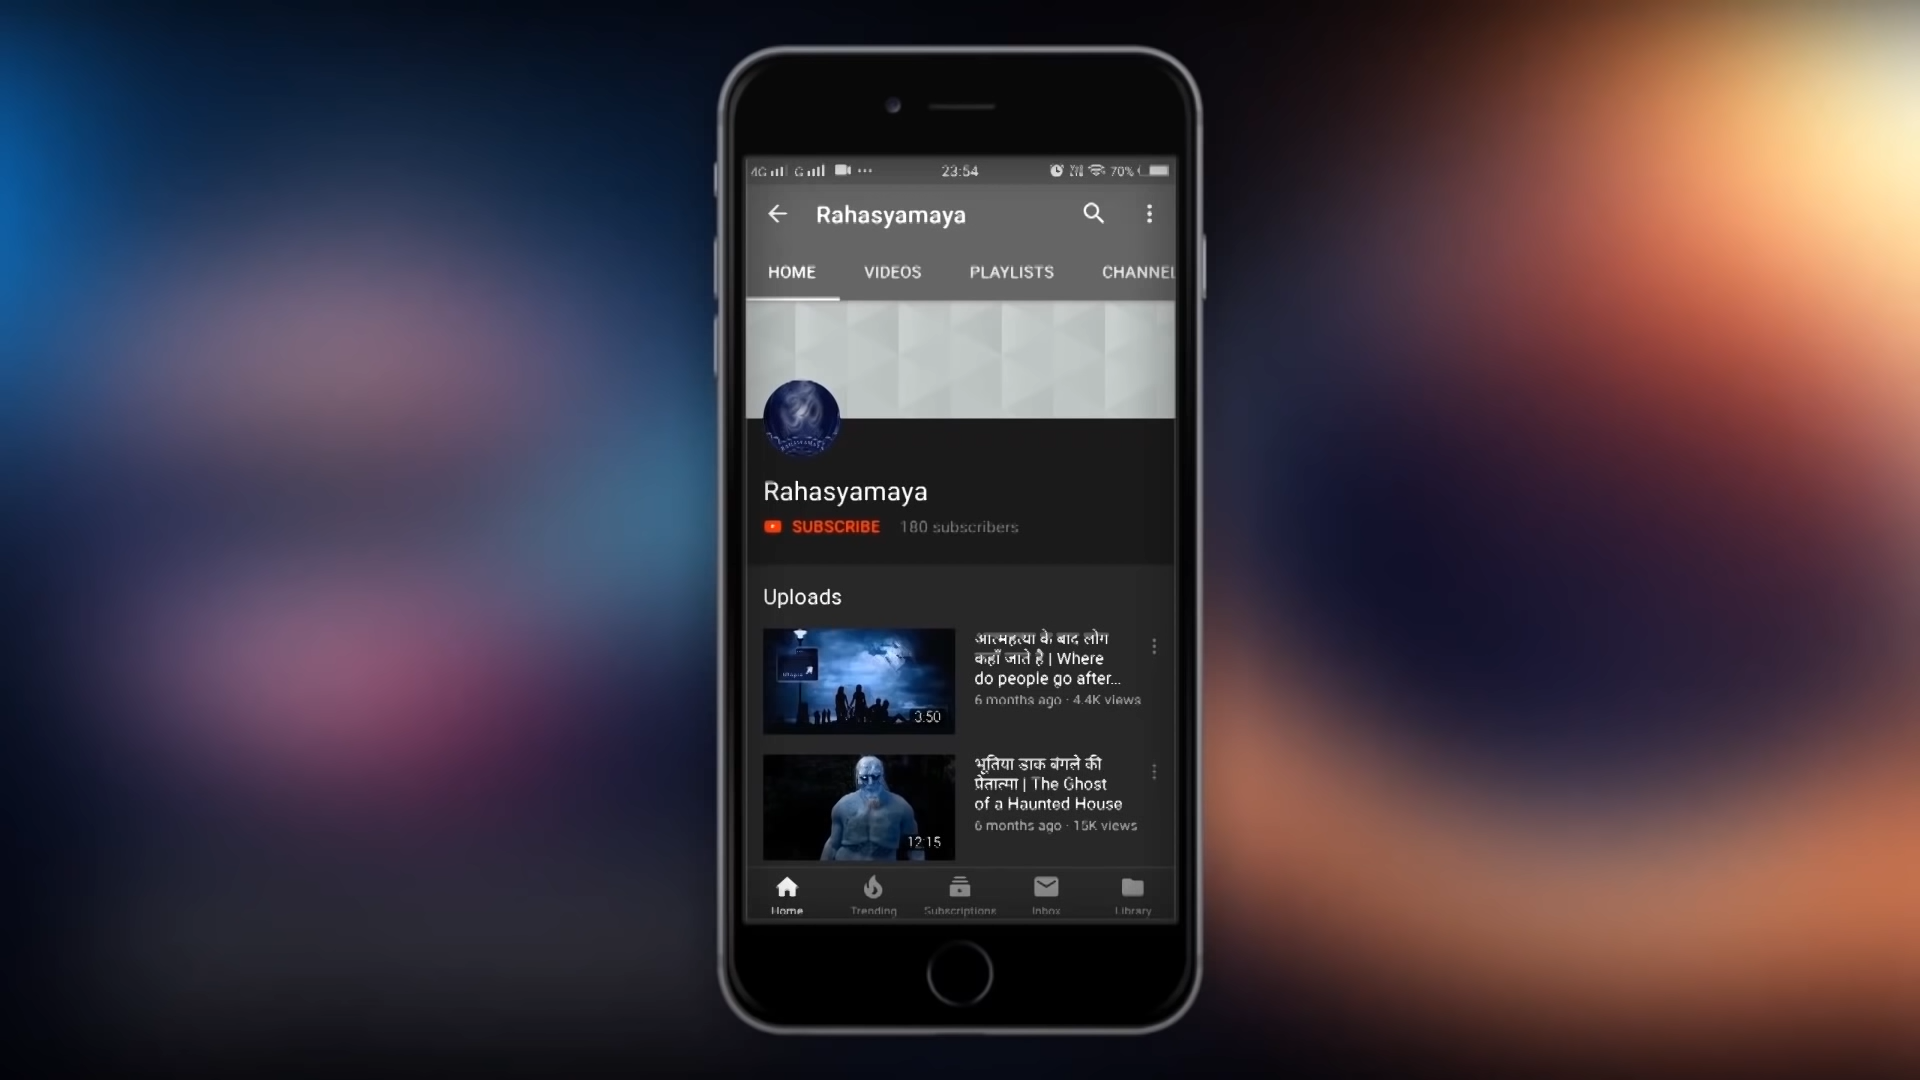 4G G 23:54 70%
Rahasyamaya
HOME VIDEOS PLAYLISTS CHANNEL
RAHASYAMAYA
Rahasyamaya
SUBSCRIBE 180 subscribers
Uploads
Utopia
3:50
आत्महत्या के बाद लोग
कहाँ जाते है | Where
do people go after...
6 months ago · 4.4K views
12:15
भूतिया डाक बंगले की
प्रेतात्मा | The Ghost
of a Haunted House
6 months ago · 15K views
Home Trending Subscriptions Inbox Library